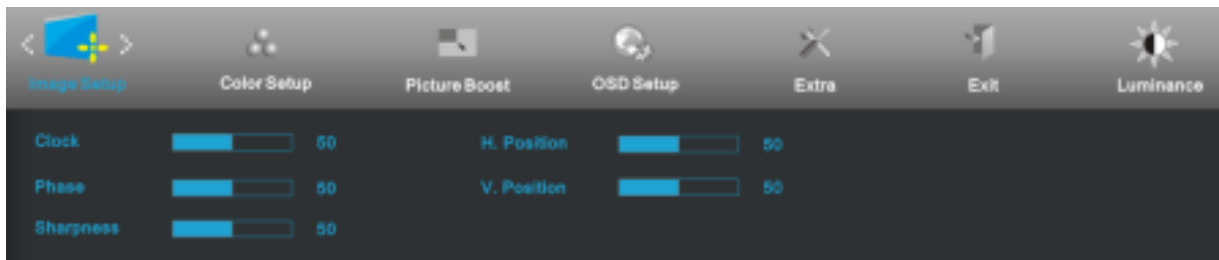 Image Setup Color Setup Picture Boost OSD Setup Extra Exit Luminance
Clock 50 H. Position 50
Phase 50 V. Position 50
Sharpness 50